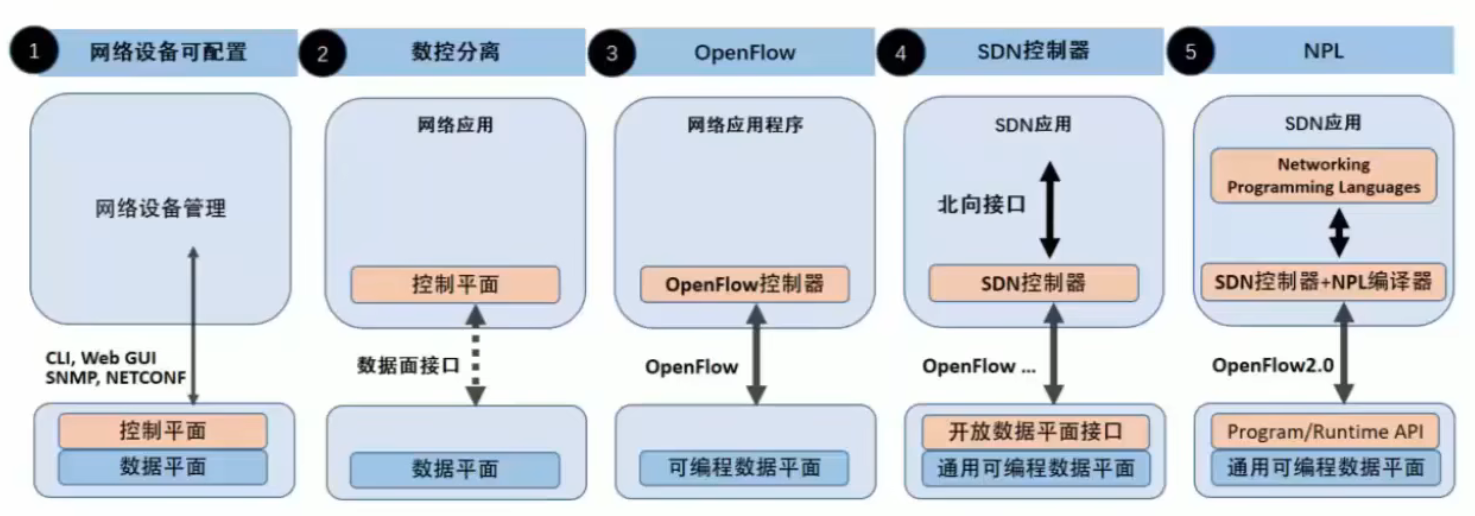 1 网络设备可配置
网络设备管理
CLI, Web GUI
SNMP, NETCONF
控制平面
数据平面
2 数控分离
网络应用
控制平面
数据面接口
数据平面
3 OpenFlow
网络应用程序
OpenFlow控制器
OpenFlow
可编程数据平面
4 SDN控制器
SDN应用
北向接口
SDN控制器
OpenFlow ...
开放数据平面接口
通用可编程数据平面
5 NPL
SDN应用
Networking
Programming Languages
SDN控制器+NPL编译器
OpenFlow2.0
Program/Runtime API
通用可编程数据平面